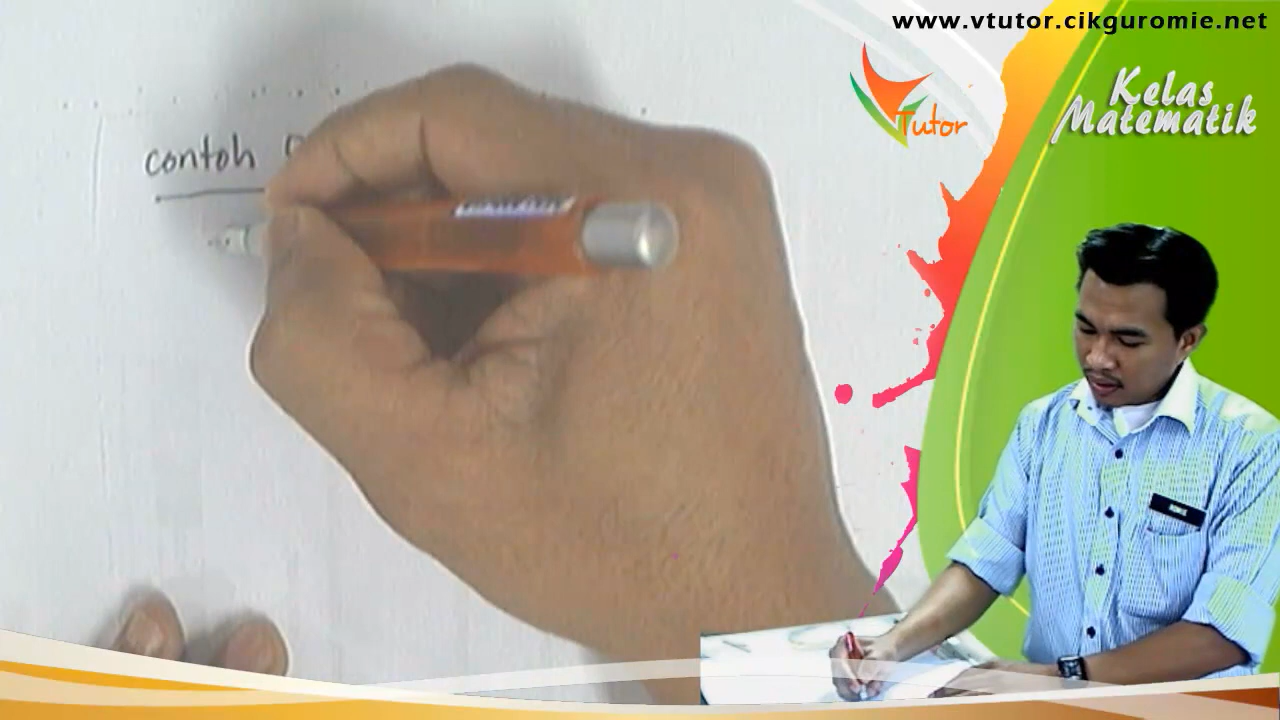 www.vtutor.cikguromie.net
Tutor
Kelas
Matematik
contoh